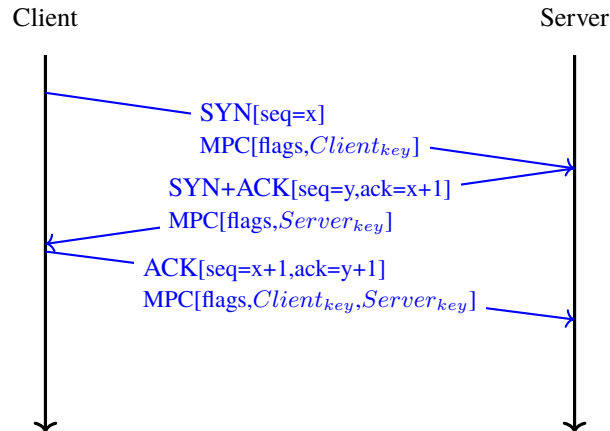 Client
Server
SYN[seq=x]
MPC[flags,Client_key]
SYN+ACK[seq=y,ack=x+1]
MPC[flags,Server_key]
ACK[seq=x+1,ack=y+1]
MPC[flags,Client_key,Server_key]